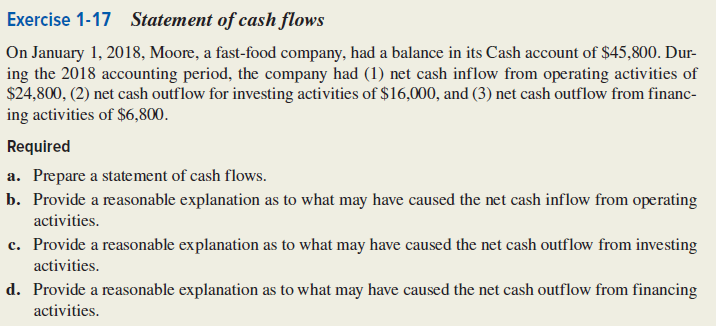 Exercise 1-17 Statement of cash flows
On January 1, 2018, Moore, a fast-food company, had a balance in its Cash account of $45,800. Dur-
ing the 2018 accounting period, the company had (1) net cash inflow from operating activities of
$24,800, (2) net cash outflow for investing activities of $16,000, and (3) net cash outflow from financ-
ing activities of $6,800.
Required
a. Prepare a statement of cash flows.
b. Provide a reasonable explanation as to what may have caused the net cash inflow from operating
activities.
c. Provide a reasonable explanation as to what may have caused the net cash outflow from investing
activities.
d. Provide a reasonable explanation as to what may have caused the net cash outflow from financing
activities.